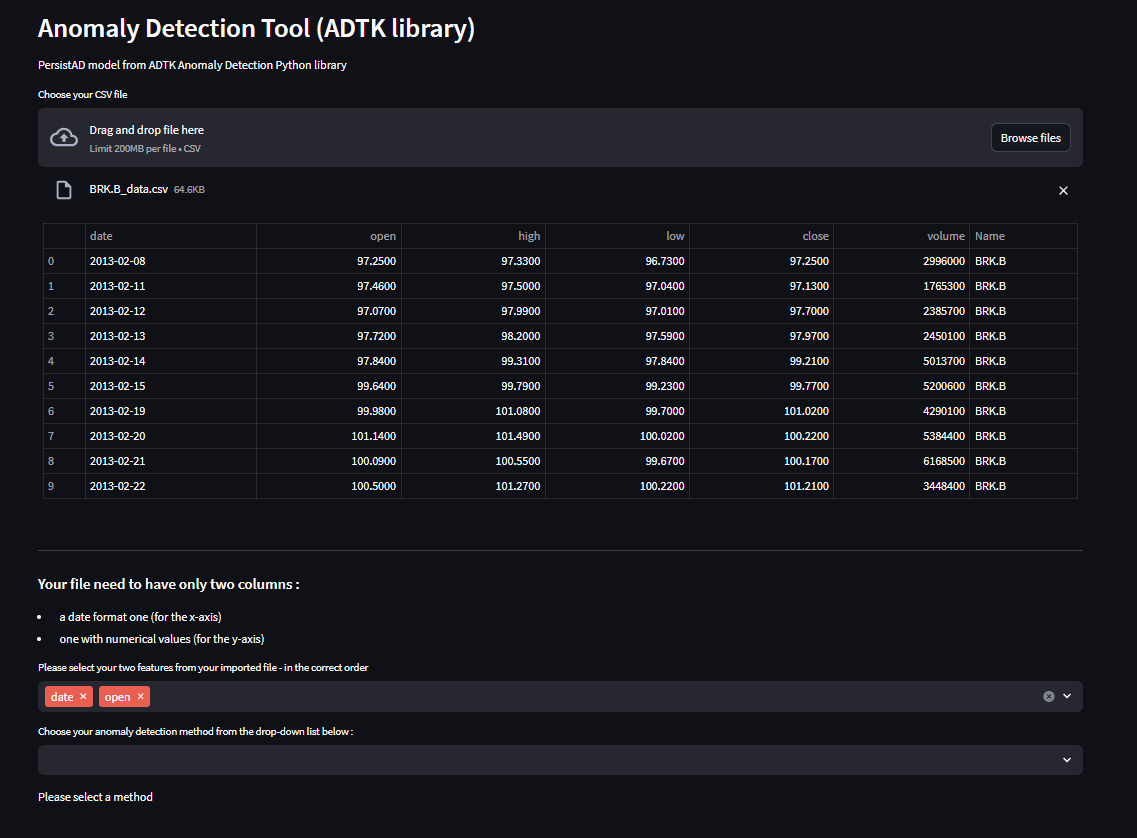 Anomaly Detection Tool (ADTK library)
PersistAD model from ADTK Anomaly Detection Python library
Choose your CSV file
Drag and drop file here
Limit 200MB per file • CSV
Browse files
BRK.B_data.csv 64.6KB
date open high low close volume Name
0 2013-02-08 97.2500 97.3300 96.7300 97.2500 2996000 BRK.B
1 2013-02-11 97.4600 97.5000 97.0400 97.1300 1765300 BRK.B
2 2013-02-12 97.0700 97.9900 97.0100 97.7000 2385700 BRK.B
3 2013-02-13 97.7200 98.2000 97.5900 97.9700 2450100 BRK.B
4 2013-02-14 97.8400 99.3100 97.8400 99.2100 5013700 BRK.B
5 2013-02-15 99.6400 99.7900 99.2300 99.7700 5200600 BRK.B
6 2013-02-19 99.9800 101.0800 99.7000 101.0200 4290100 BRK.B
7 2013-02-20 101.1400 101.4900 100.0200 100.2200 5384400 BRK.B
8 2013-02-21 100.0900 100.5500 99.6700 100.1700 6168500 BRK.B
9 2013-02-22 100.5000 101.2700 100.2200 101.2100 3448400 BRK.B
Your file need to have only two columns :
• a date format one (for the x-axis)
• one with numerical values (for the y-axis)
Please select your two features from your imported file - in the correct order
date × open ×
Choose your anomaly detection method from the drop-down list below :
Please select a method